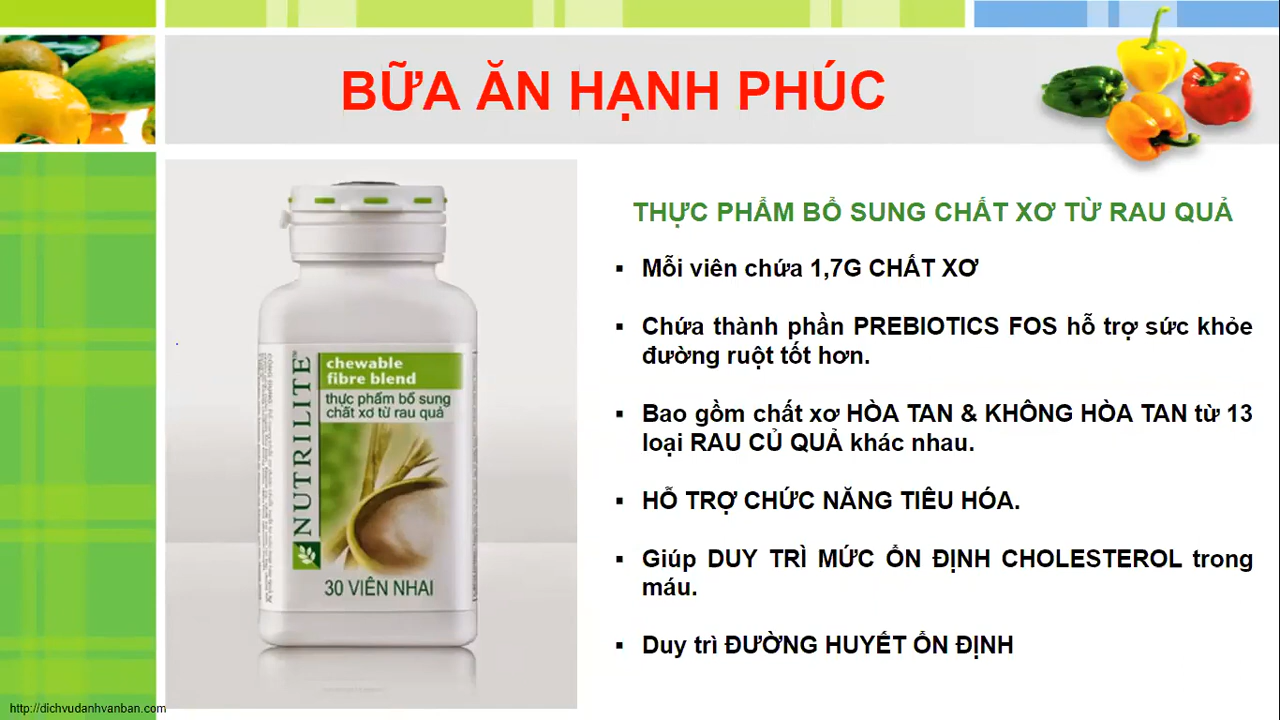 BỮA ĂN HẠNH PHÚC
THỰC PHẨM BỔ SUNG CHẤT XƠ TỪ RAU QUẢ
▪ Mỗi viên chứa 1,7G CHẤT XƠ
▪ Chứa thành phần PREBIOTICS FOS hỗ trợ sức khỏe
đường ruột tốt hơn.
▪ Bao gồm chất xơ HÒA TAN & KHÔNG HÒA TAN từ 13
loại RAU CỦ QUẢ khác nhau.
▪ HỖ TRỢ CHỨC NĂNG TIÊU HÓA.
▪ Giúp DUY TRÌ MỨC ỔN ĐỊNH CHOLESTEROL trong
máu.
▪ Duy trì ĐƯỜNG HUYẾT ỔN ĐỊNH
NUTRILITE™
chewable
fibre blend
thực phẩm bổ sung
chất xơ từ rau quả
30 VIÊN NHAI
http://dichvudanhvanban.com